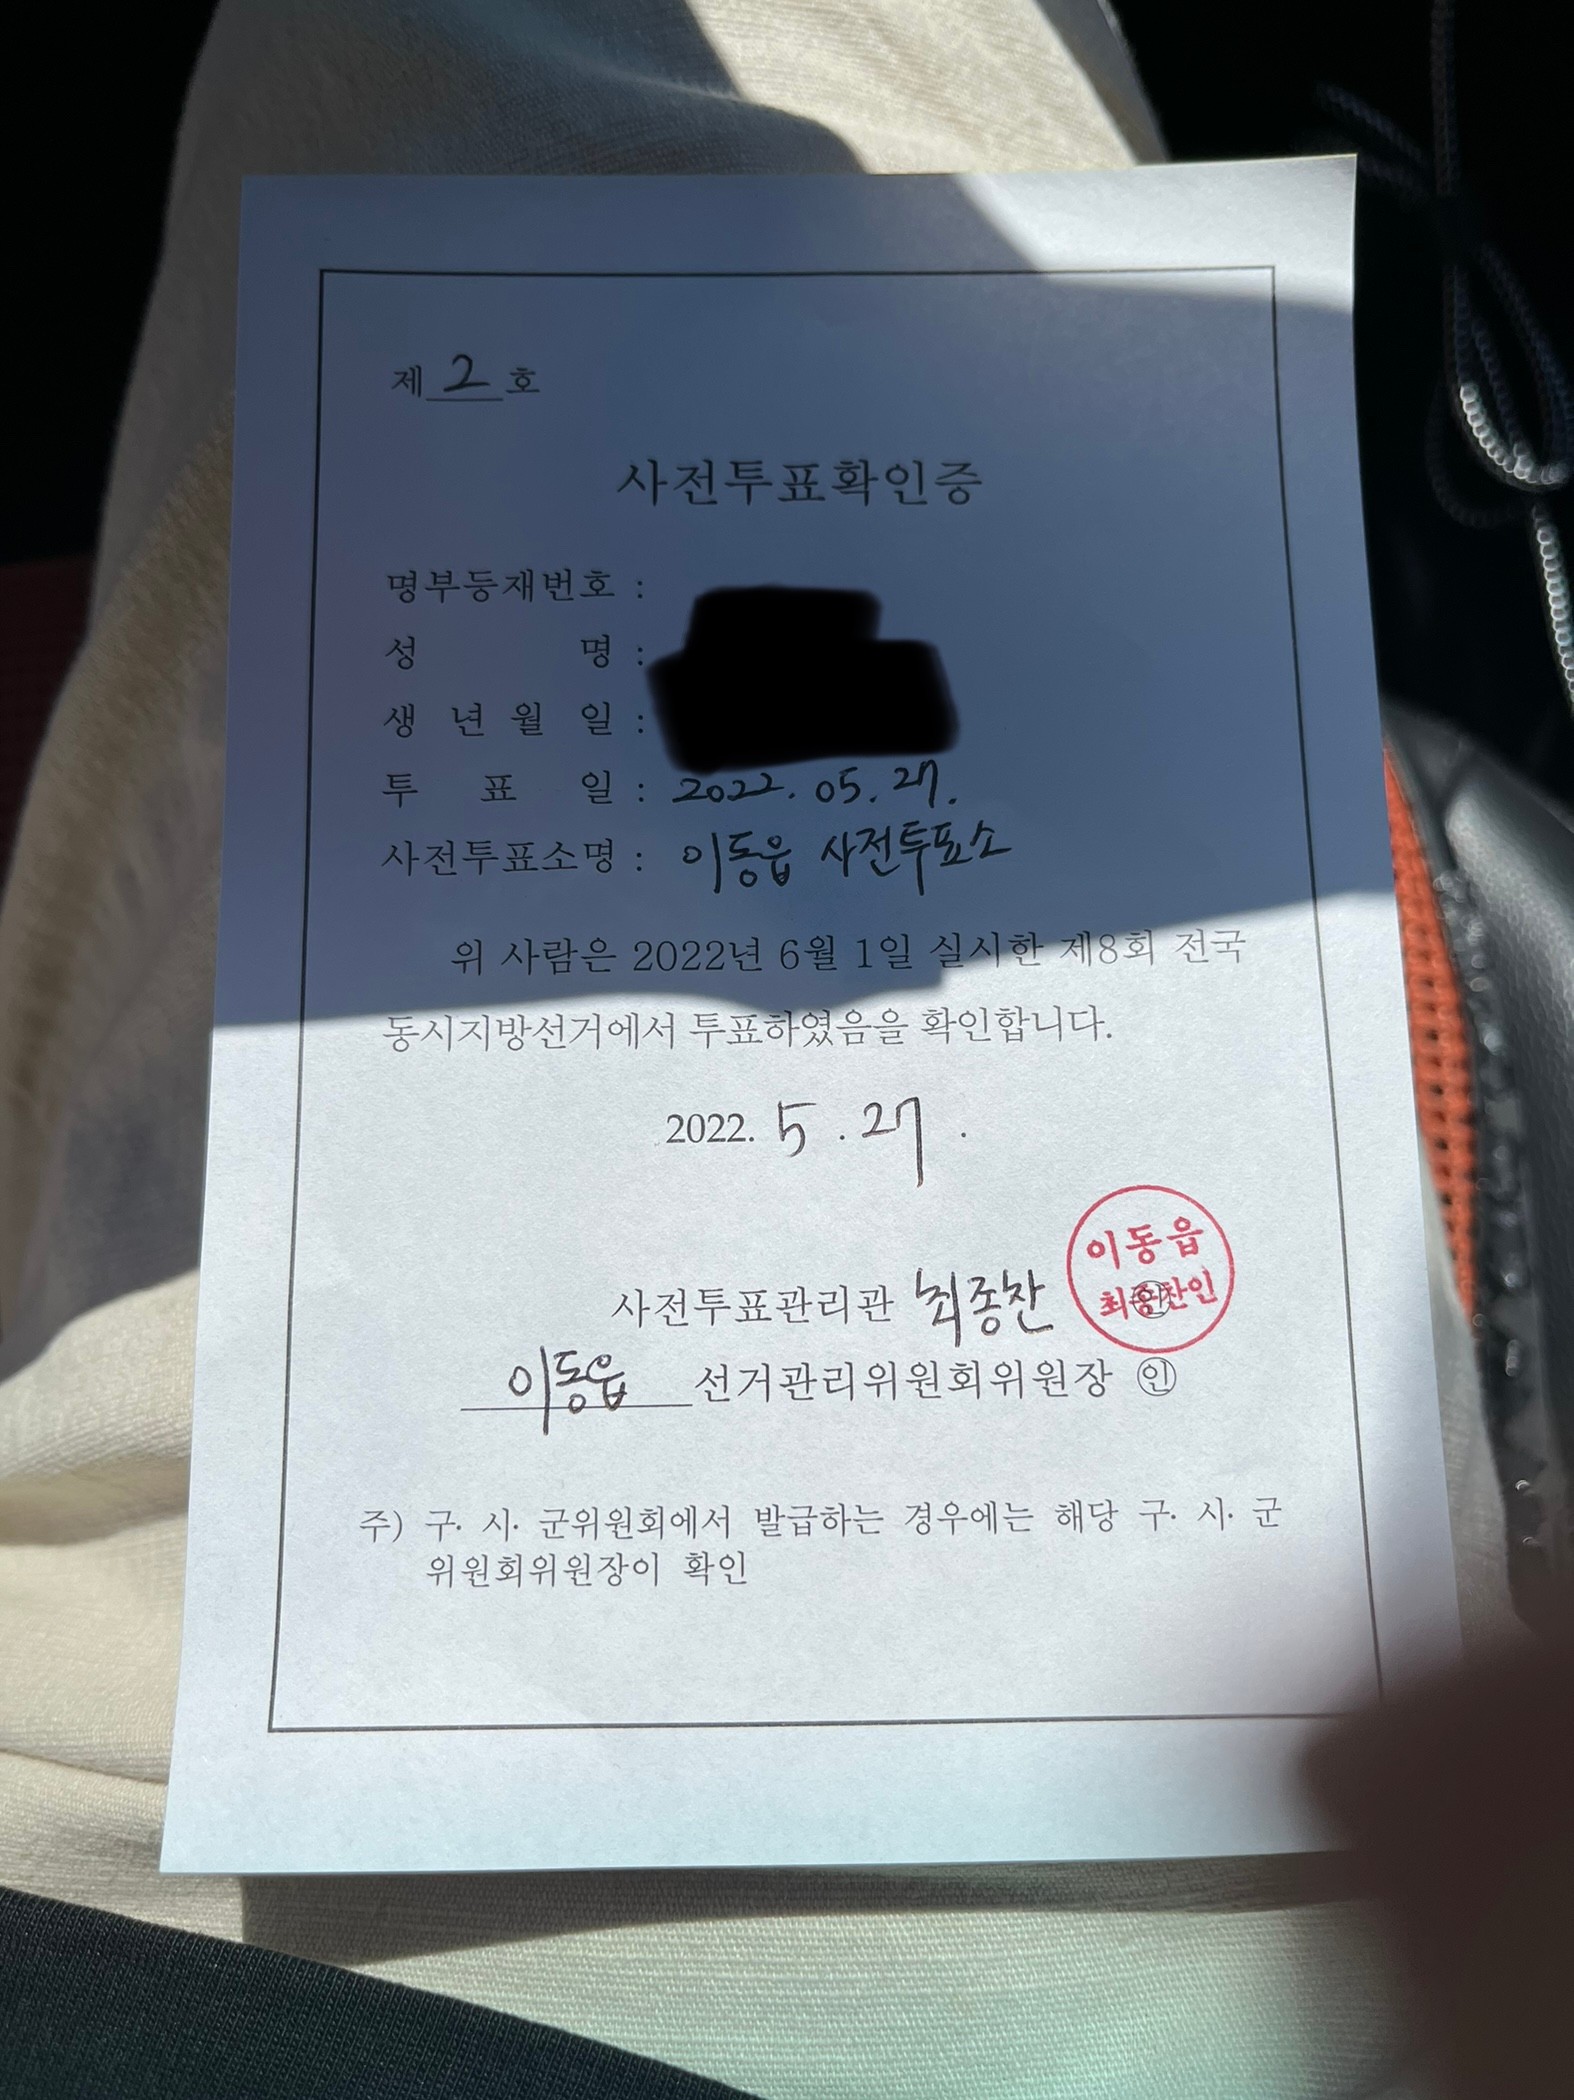 제 2 호
사전투표확인증
명부등재번호 :
성 명 :
생 년 월 일 :
투 표 일 : 2022. 05. 27.
사전투표소명 : 이동읍 사전투표소
위 사람은 2022년 6월 1일 실시한 제8회 전국
동시지방선거에서 투표하였음을 확인합니다.
2022. 5 . 27 .
이동읍
사전투표관리관 최종찬 최종찬인
이동읍 선거관리위원회위원장 ㊞
주) 구· 시· 군위원회에서 발급하는 경우에는 해당 구· 시· 군
위원회위원장이 확인